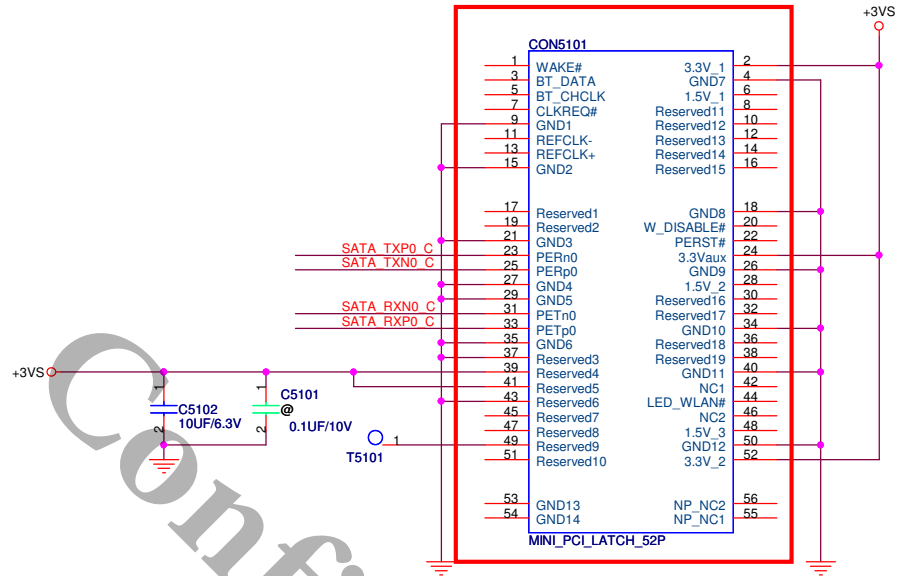 +3VS
CON5101
1 WAKE# 3.3V_1 2
3 BT_DATA GND7 4
5 BT_CHCLK 1.5V_1 6
7 CLKREQ# Reserved11 8
9 GND1 Reserved12 10
11 REFCLK- Reserved13 12
13 REFCLK+ Reserved14 14
15 GND2 Reserved15 16
17 Reserved1 GND8 18
19 Reserved2 W_DISABLE# 20
21 GND3 PERST# 22
SATA_TXP0_C 23 PERn0 3.3Vaux 24
SATA_TXN0_C 25 PERp0 GND9 26
27 GND4 1.5V_2 28
29 GND5 Reserved16 30
SATA_RXN0_C 31 PETn0 Reserved17 32
SATA_RXP0_C 33 PETp0 GND10 34
35 GND6 Reserved18 36
37 Reserved3 Reserved19 38
+3VS 39 Reserved4 GND11 40
1 1 41 Reserved5 NC1 42
C5101
43 Reserved6 LED_WLAN# 44
C5102 @
45 Reserved7 NC2 46
10UF/6.3V 0.1UF/10V
2 2 47 Reserved8 1.5V_3 48
1 49 Reserved9 GND12 50
T5101
51 Reserved10 3.3V_2 52
53 GND13 NP_NC2 56
54 GND14 NP_NC1 55
MINI_PCI_LATCH_52P
Confi